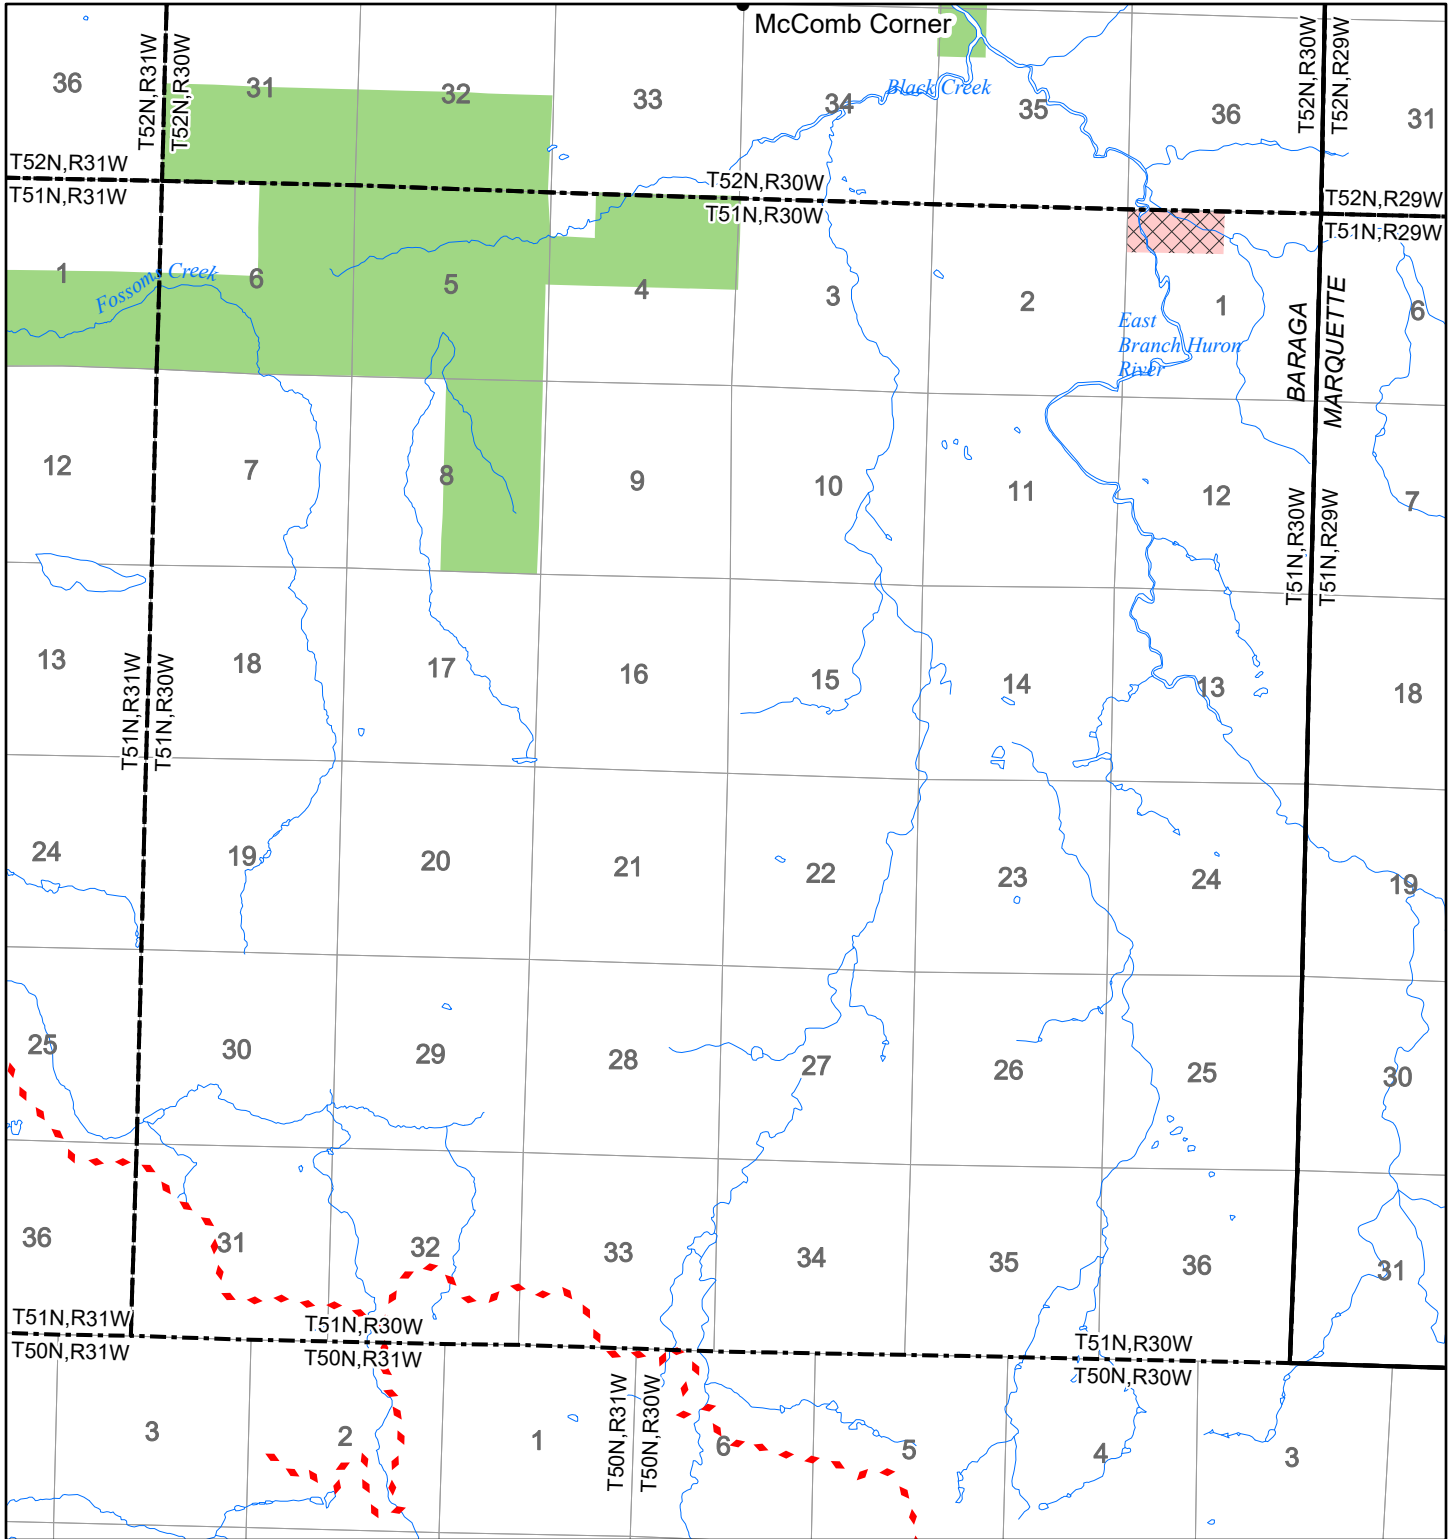 McComb Corner
T52N,R31W
T52N,R30W
T52N,R30W
T52N,R29W
36
31
32
33
34
Black Creek
35
36
31
T52N,R31W
T51N,R31W
T52N,R30W
T51N,R30W
T52N,R29W
T51N,R29W
1
Fossoms Creek
6
5
4
3
2
1
6
East
Branch Huron
River
BARAGA
MARQUETTE
12
7
8
9
10
11
12
7
T51N,R30W
T51N,R29W
13
18
17
16
15
14
13
18
T51N,R31W
T51N,R30W
24
19
20
21
22
23
24
19
25
30
29
28
27
26
25
30
36
31
32
33
34
35
36
31
T51N,R31W
T50N,R31W
T51N,R30W
T50N,R31W
T51N,R30W
T50N,R30W
T50N,R31W
T50N,R30W
3
2
1
6
5
4
3